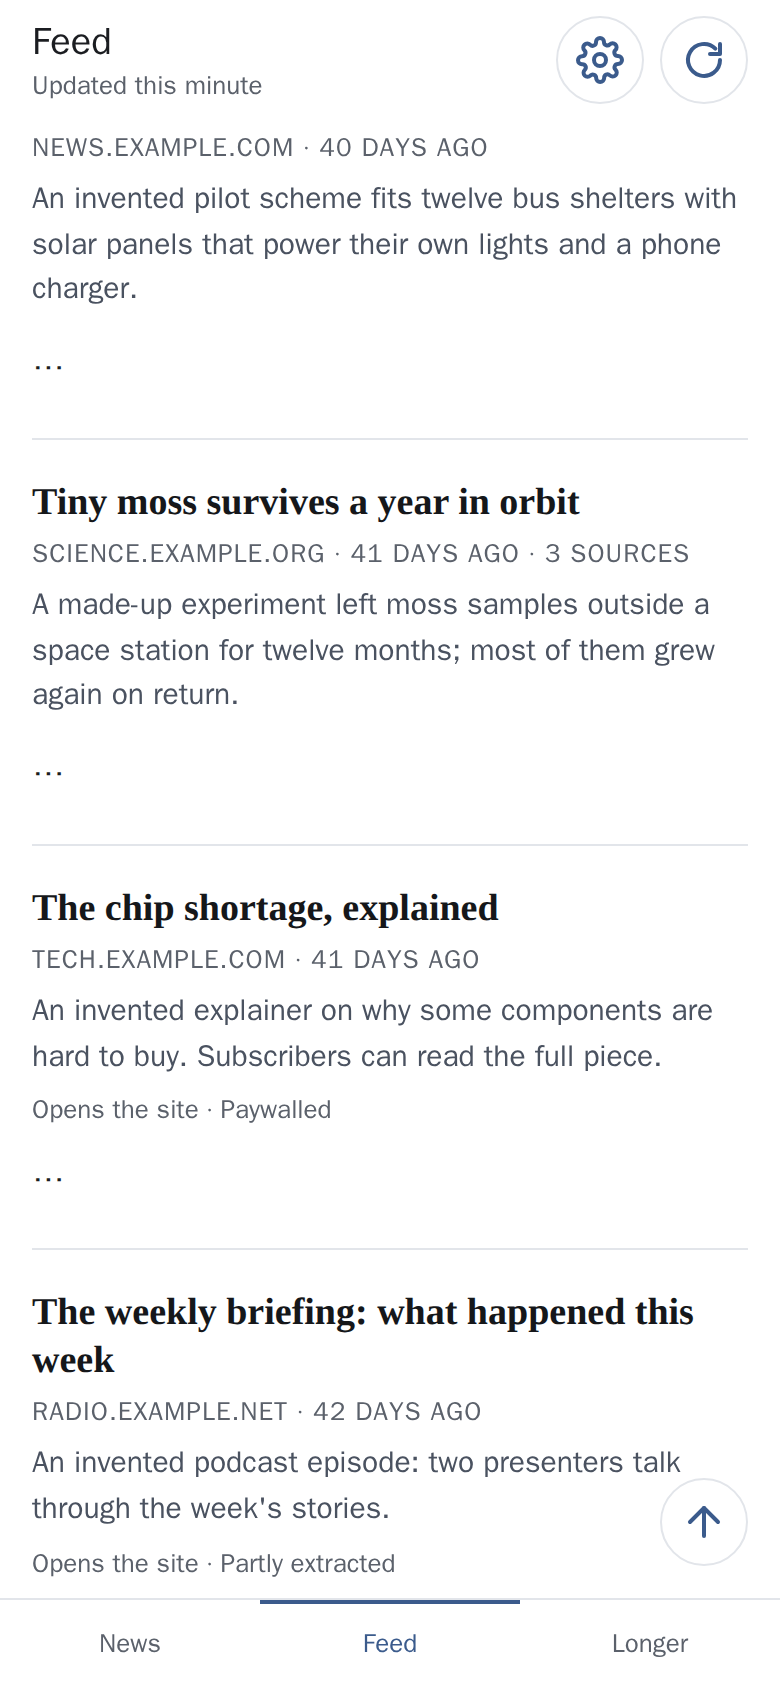 Feed
Updated this minute
NEWS.EXAMPLE.COM · 40 DAYS AGO
An invented pilot scheme fits twelve bus shelters with
solar panels that power their own lights and a phone
charger.
...
Tiny moss survives a year in orbit
SCIENCE.EXAMPLE.ORG · 41 DAYS AGO · 3 SOURCES
A made-up experiment left moss samples outside a
space station for twelve months; most of them grew
again on return.
...
The chip shortage, explained
TECH.EXAMPLE.COM · 41 DAYS AGO
An invented explainer on why some components are
hard to buy. Subscribers can read the full piece.
Opens the site · Paywalled
...
The weekly briefing: what happened this
week
RADIO.EXAMPLE.NET · 42 DAYS AGO
An invented podcast episode: two presenters talk
through the week's stories.
Opens the site · Partly extracted
News
Feed
Longer